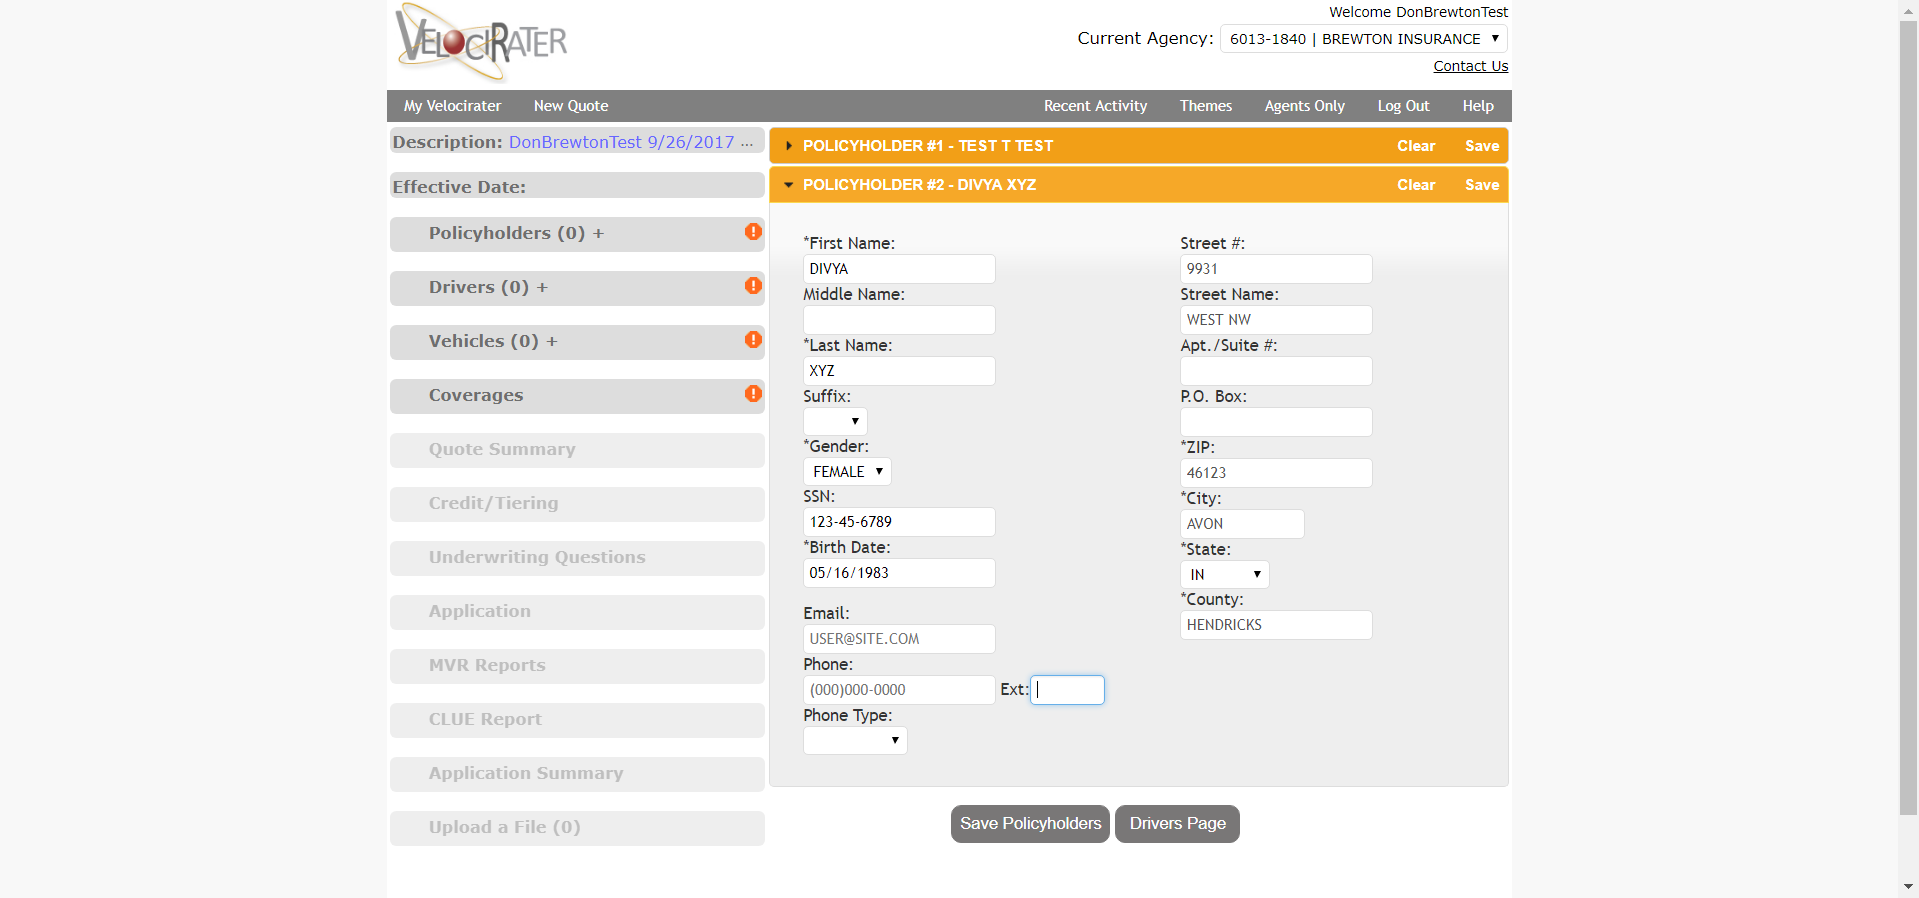 VELOCIRATER
Welcome DonBrewtonTest
Current Agency: 6013-1840 | BREWTON INSURANCE
Contact Us
My Velocirater New Quote Recent Activity Themes Agents Only Log Out Help
Description: DonBrewtonTest 9/26/2017 ...
Effective Date:
Policyholders (0) +
Drivers (0) +
Vehicles (0) +
Coverages
Quote Summary
Credit/Tiering
Underwriting Questions
Application
MVR Reports
CLUE Report
Application Summary
Upload a File (0)
POLICYHOLDER #1 - TEST T TEST Clear Save
POLICYHOLDER #2 - DIVYA XYZ Clear Save
*First Name:
DIVYA
Middle Name:
*Last Name:
XYZ
Suffix:
*Gender:
FEMALE
SSN:
123-45-6789
*Birth Date:
05/16/1983
Email:
USER@SITE.COM
Phone:
(000)000-0000 Ext:
Phone Type:
Street #:
9931
Street Name:
WEST NW
Apt./Suite #:
P.O. Box:
*ZIP:
46123
*City:
AVON
*State:
IN
*County:
HENDRICKS
Save Policyholders Drivers Page